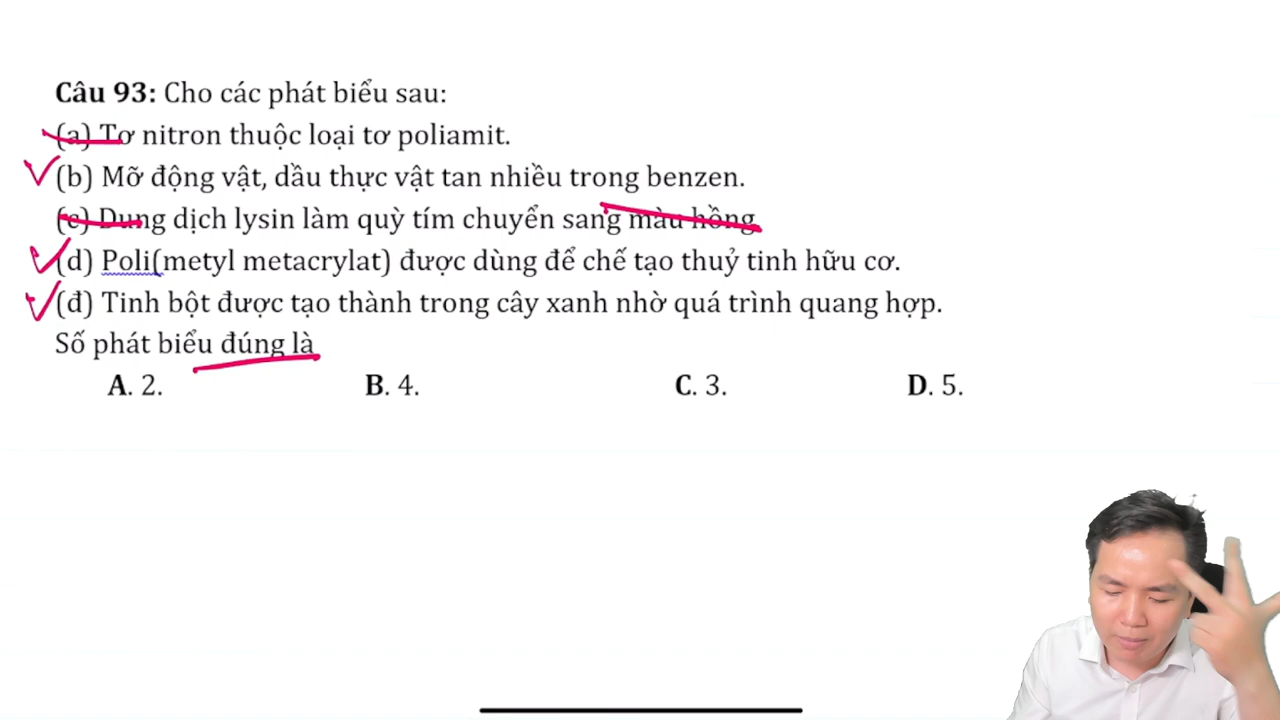 Câu 93: Cho các phát biểu sau:
(a) Tơ nitron thuộc loại tơ poliamit.
(b) Mỡ động vật, dầu thực vật tan nhiều trong benzen.
(c) Dung dịch lysin làm quỳ tím chuyển sang màu hồng.
(d) Poli(metyl metacrylat) được dùng để chế tạo thuỷ tinh hữu cơ.
(đ) Tinh bột được tạo thành trong cây xanh nhờ quá trình quang hợp.
Số phát biểu đúng là
A. 2. B. 4. C. 3. D. 5.